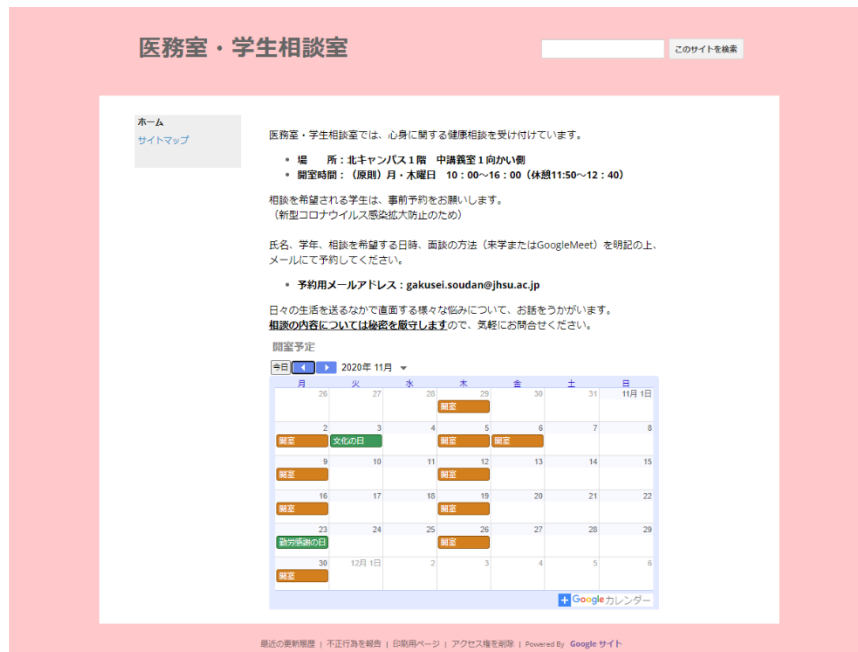 医務室・学生相談室
このサイトを検索
ホーム
サイトマップ
医務室・学生相談室では、心身に関する健康相談を受け付けています。
• 場　　所：北キャンパス１階　中講義室１向かい側
• 開室時間：（原則）月・木曜日　10：00～16：00（休憩11:50～12：40）
相談を希望される学生は、事前予約をお願いします。
（新型コロナウイルス感染拡大防止のため）
氏名、学年、相談を希望する日時、面談の方法（来学またはGoogleMeet）を明記の上、
メールにて予約してください。
• 予約用メールアドレス：gakusei.soudan@jhsu.ac.jp
日々の生活を送るなかで直面する様々な悩みについて、お話をうかがいます。
相談の内容については秘密を厳守しますので、気軽にお問合せください。
開室予定
今日 2020年 11月
月 火 水 木 金 土 日
26 27 28 29 30 31 11月 1日
開室
2 3 4 5 6 7 8
開室 文化の日 開室 開室
9 10 11 12 13 14 15
開室 開室
16 17 18 19 20 21 22
開室 開室
23 24 25 26 27 28 29
勤労感謝の日 開室
30 12月 1日 2 3 4 5 6
開室
Googleカレンダー
最近の更新履歴 | 不正行為を報告 | 印刷用ページ | アクセス権を削除 | Powered By Google サイト